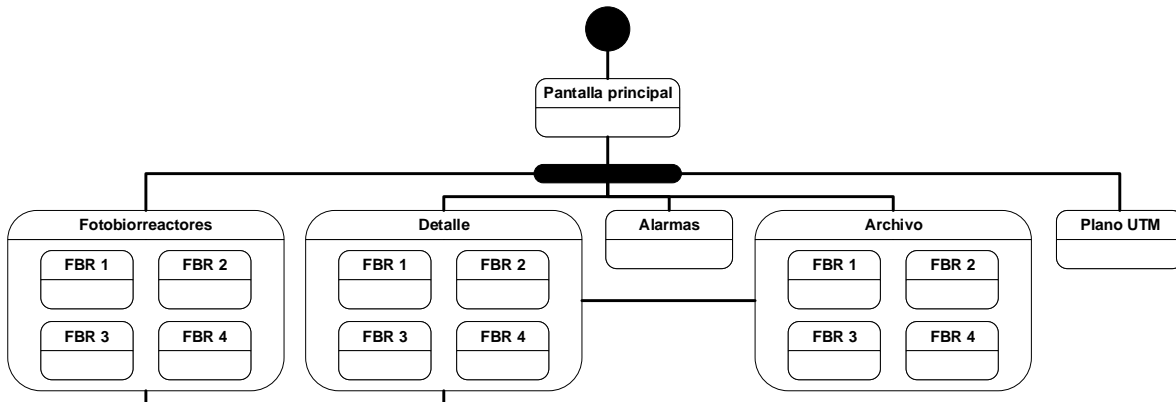 Pantalla principal
Fotobiorreactores
FBR 1
FBR 2
FBR 3
FBR 4
Detalle
FBR 1
FBR 2
FBR 3
FBR 4
Alarmas
Archivo
FBR 1
FBR 2
FBR 3
FBR 4
Plano UTM